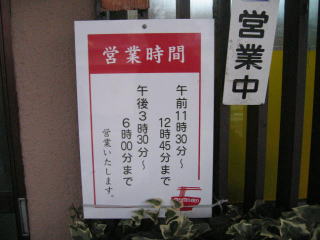 営業時間
午前11時30分～
12時45分まで
午後3時30分～
6時00分まで
営業いたします。
営業中